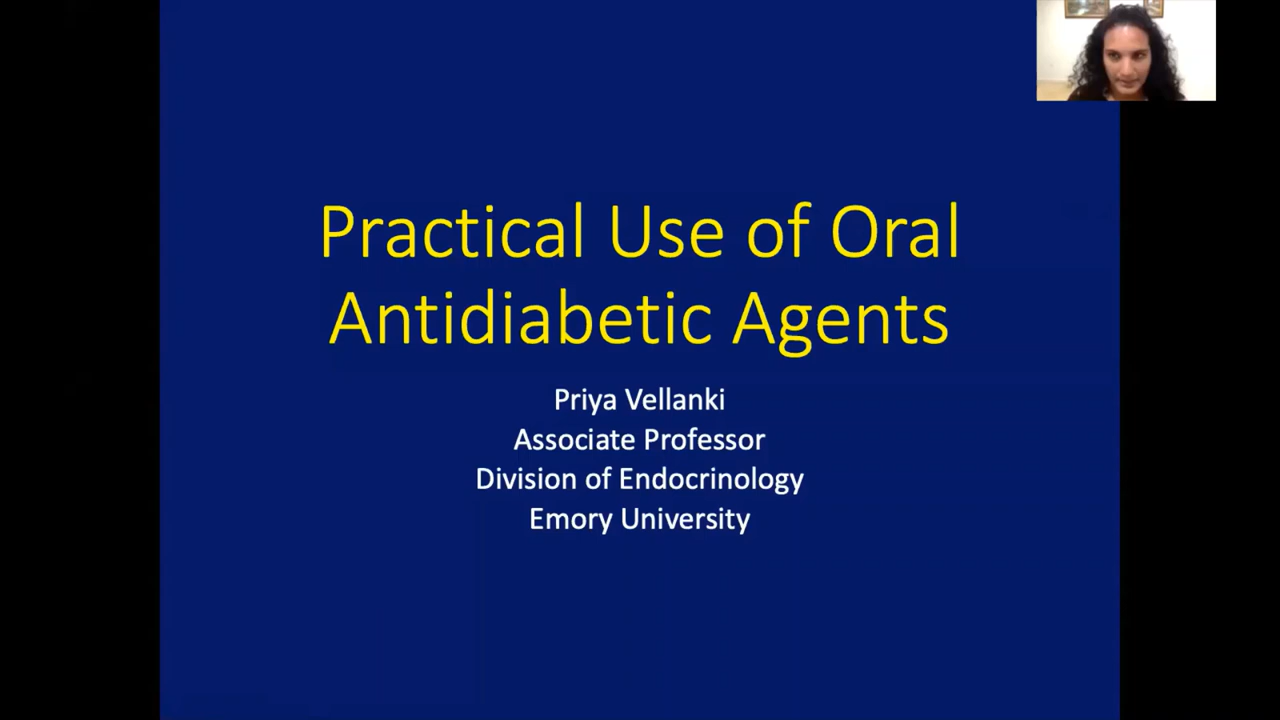 Practical Use of Oral
Antidiabetic Agents
Priya Vellanki
Associate Professor
Division of Endocrinology
Emory University